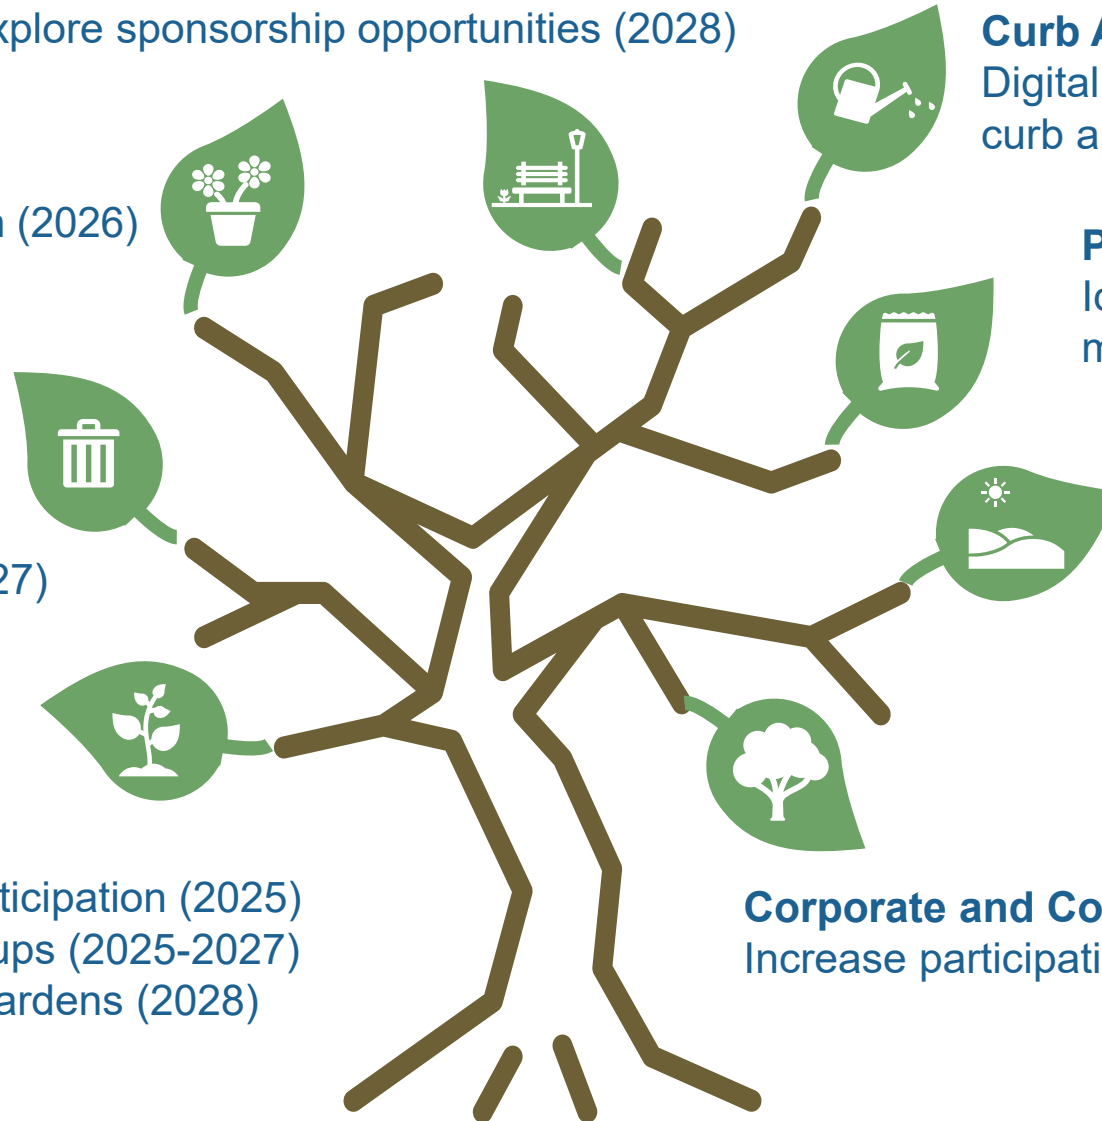 xplore sponsorship opportunities (2028)
Curb A
Digital
curb a
(2026)
P
m
27)
ticipation (2025)
ups (2025-2027)
ardens (2028)
Corporate and Co
Increase participati